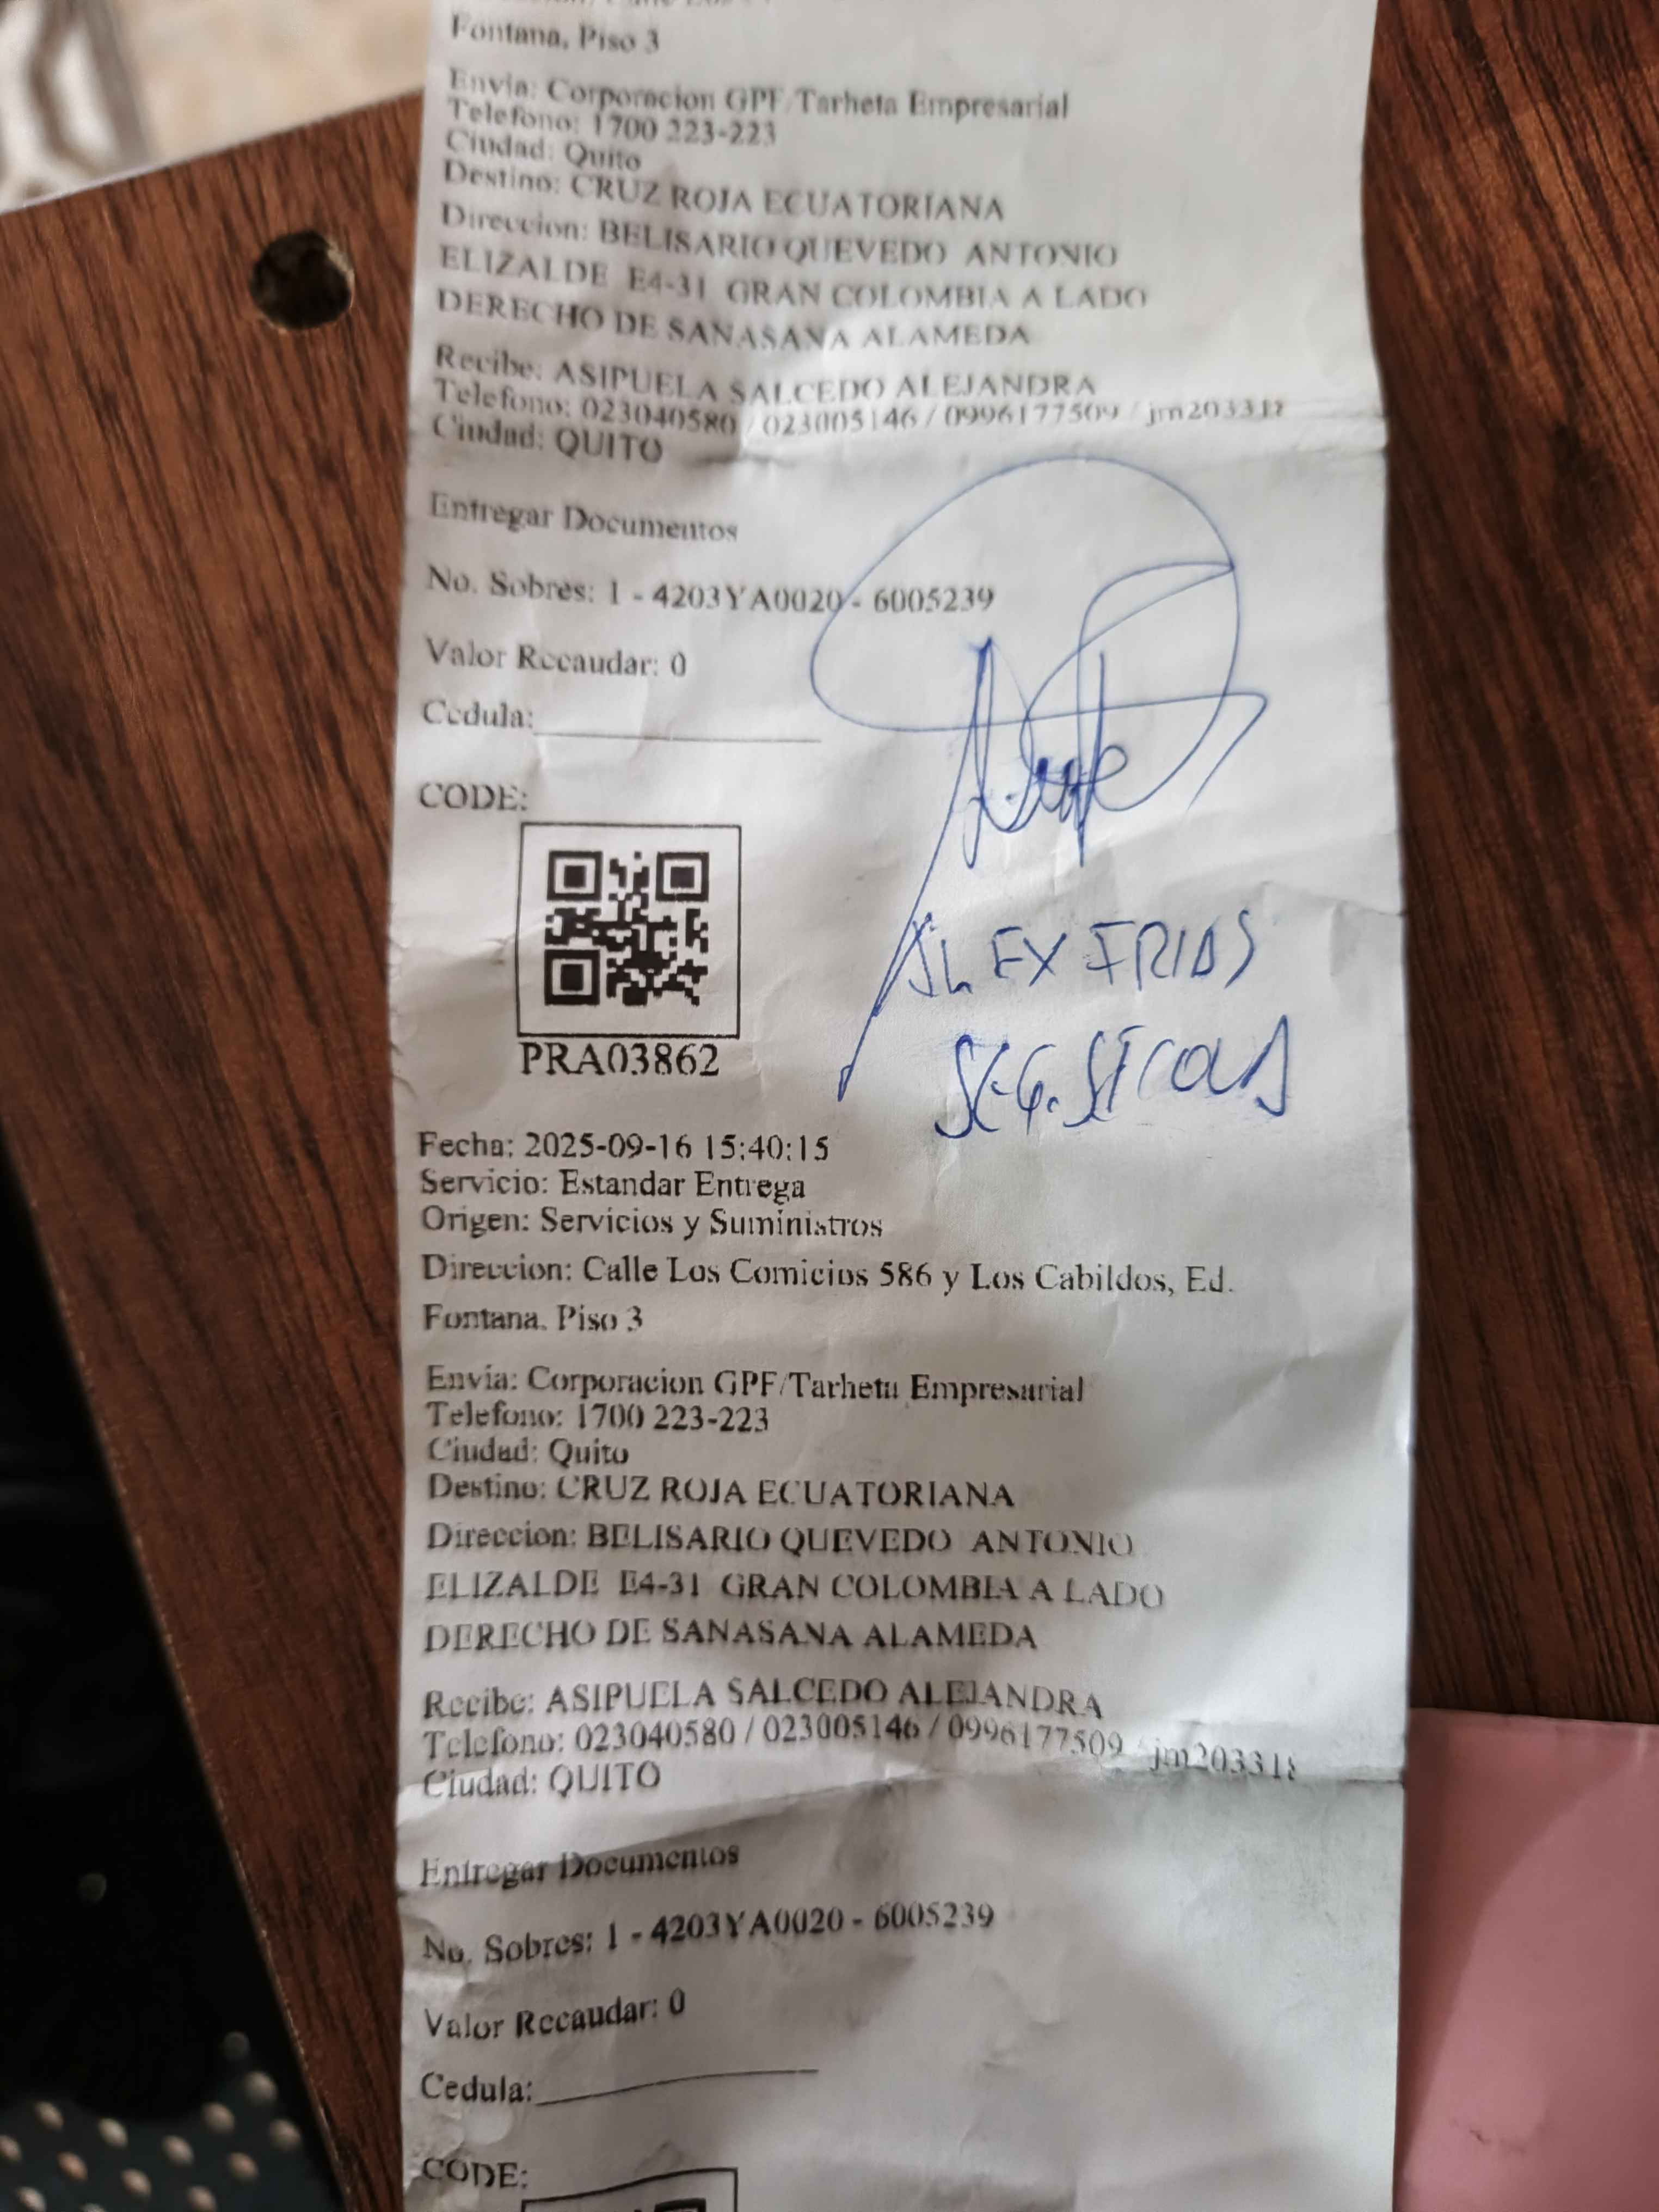 Fontana, Piso 3
Envia: Corporacion GPF/Tarheta Empresarial
Telefono: 1700 223-223
Ciudad: Quito
Destino: CRUZ ROJA ECUATORIANA
Direccion: BELISARIO QUEVEDO ANTONIO
ELIZALDE E4-31 GRAN COLOMBIA A LADO
DERECHO DE SANASANA ALAMEDA
Recibe: ASIPUELA SALCEDO ALEJANDRA
Telefono: 023040580 / 023005146 / 0996177509 /
Ciudad: QUITO
Entregar Documentos
No. Sobres: 1 - 4203YA0020 - 6005239
Valor Recaudar: 0
Cedula:
CODE:
ALEX FRIAS
SEG.
PRA03862
Fecha: 2025-09-16 15:40:15
Servicio: Estandar Entrega
Origen: Servicios y Suministros
Direccion: Calle Los Comicios 586 y Los Cabildos, Ed.
Fontana. Piso 3
Envia: Corporacion GPF/Tarheta Empresarial
Telefono: 1700 223-223
Ciudad: Quito
Destino: CRUZ ROJA ECUATORIANA
Direccion: BELISARIO QUEVEDO ANTONIO
ELIZALDE E4-31 GRAN COLOMBIA A LADO
DERECHO DE SANASANA ALAMEDA
Recibe: ASIPUELA SALCEDO ALEJANDRA
Telefono: 023040580 / 023005146 / 0996177509
Ciudad: QUITO
Entregar Documentos
No. Sobres: 1 - 4203YA0020 - 6005239
Valor Recaudar: 0
Cedula:
CODE: